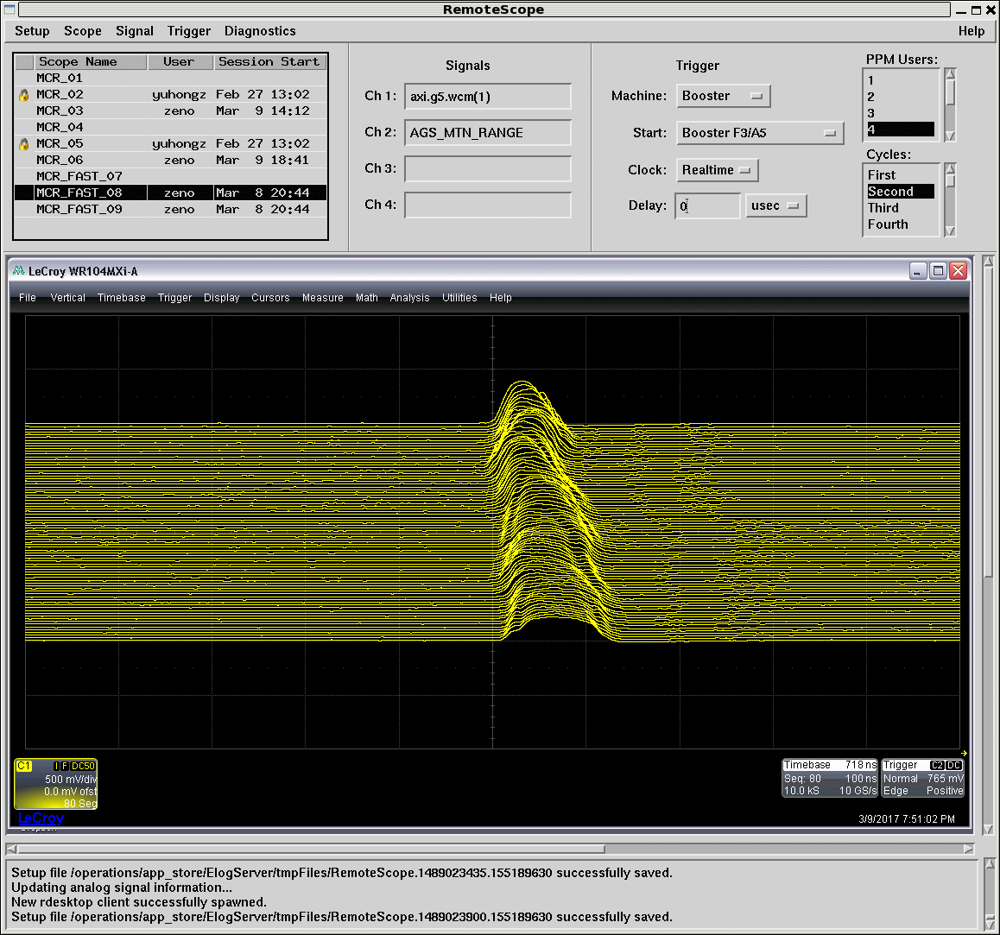 RemoteScope
Setup Scope Signal Trigger Diagnostics Help
Scope Name User Session Start
MCR_01
MCR_02 yuhongz Feb 27 13:02
MCR_03 zeno Mar 9 14:12
MCR_04
MCR_05 yuhongz Feb 27 13:02
MCR_06 zeno Mar 9 18:41
MCR_FAST_07
MCR_FAST_08 zeno Mar 8 20:44
MCR_FAST_09 zeno Mar 8 20:44
Signals
Ch 1: axi.g5.wcm(1)
Ch 2: AGS_MTN_RANGE
Ch 3:
Ch 4:
Trigger
Machine: Booster
Start: Booster F3/A5
Clock: Realtime
Delay: 0 usec
PPM Users:
1
2
3
4
Cycles:
First
Second
Third
Fourth
LeCroy WR104MXi-A
File Vertical Timebase Trigger Display Cursors Measure Math Analysis Utilities Help
C1 I F DC50
500 mV/div
0.0 mV ofst
80 Seg
LeCroy
Timebase 718 ns
Seq: 80 100 ns
10.0 kS 10 GS/s
Trigger C2 DC
Normal 765 mV
Edge Positive
3/9/2017 7:51:02 PM
Setup file /operations/app_store/ElogServer/tmpFiles/RemoteScope.1489023435.155189630 successfully saved.
Updating analog signal information...
New rdesktop client successfully spawned.
Setup file /operations/app_store/ElogServer/tmpFiles/RemoteScope.1489023900.155189630 successfully saved.